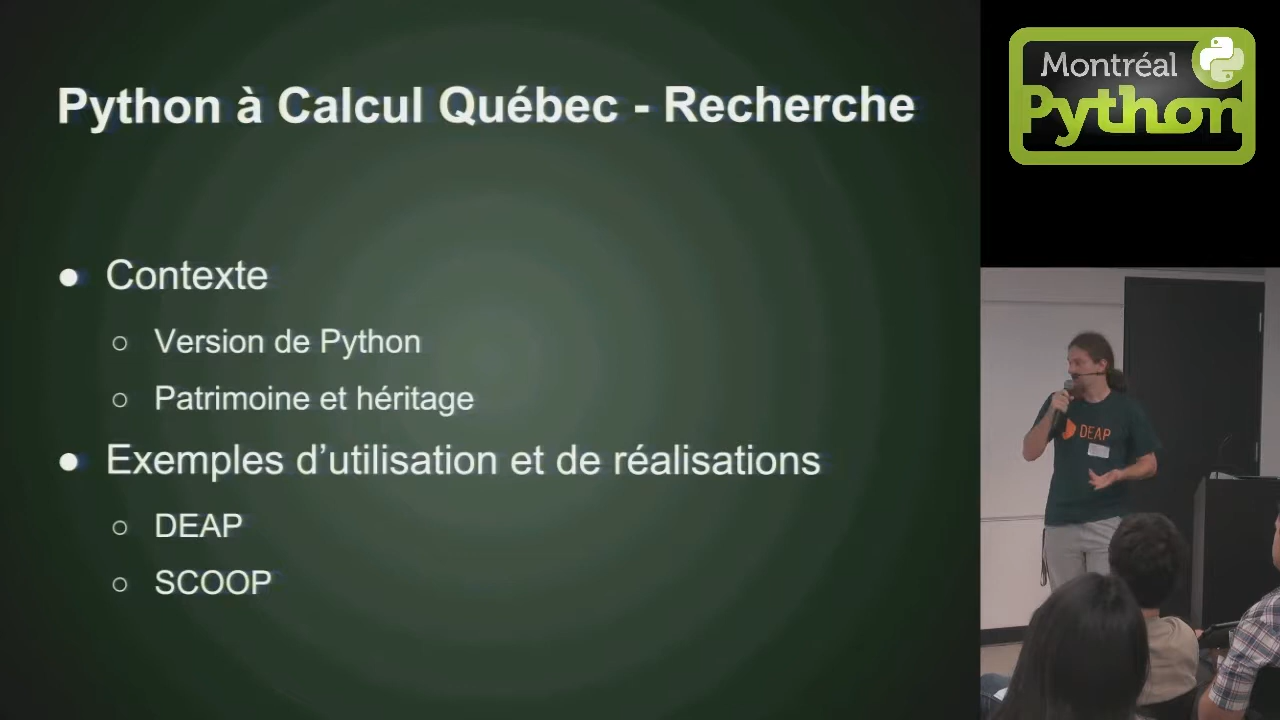 Python à Calcul Québec - Recherche
● Contexte
○ Version de Python
○ Patrimoine et héritage
● Exemples d’utilisation et de réalisations
○ DEAP
○ SCOOP
Montréal
Python
DEAP